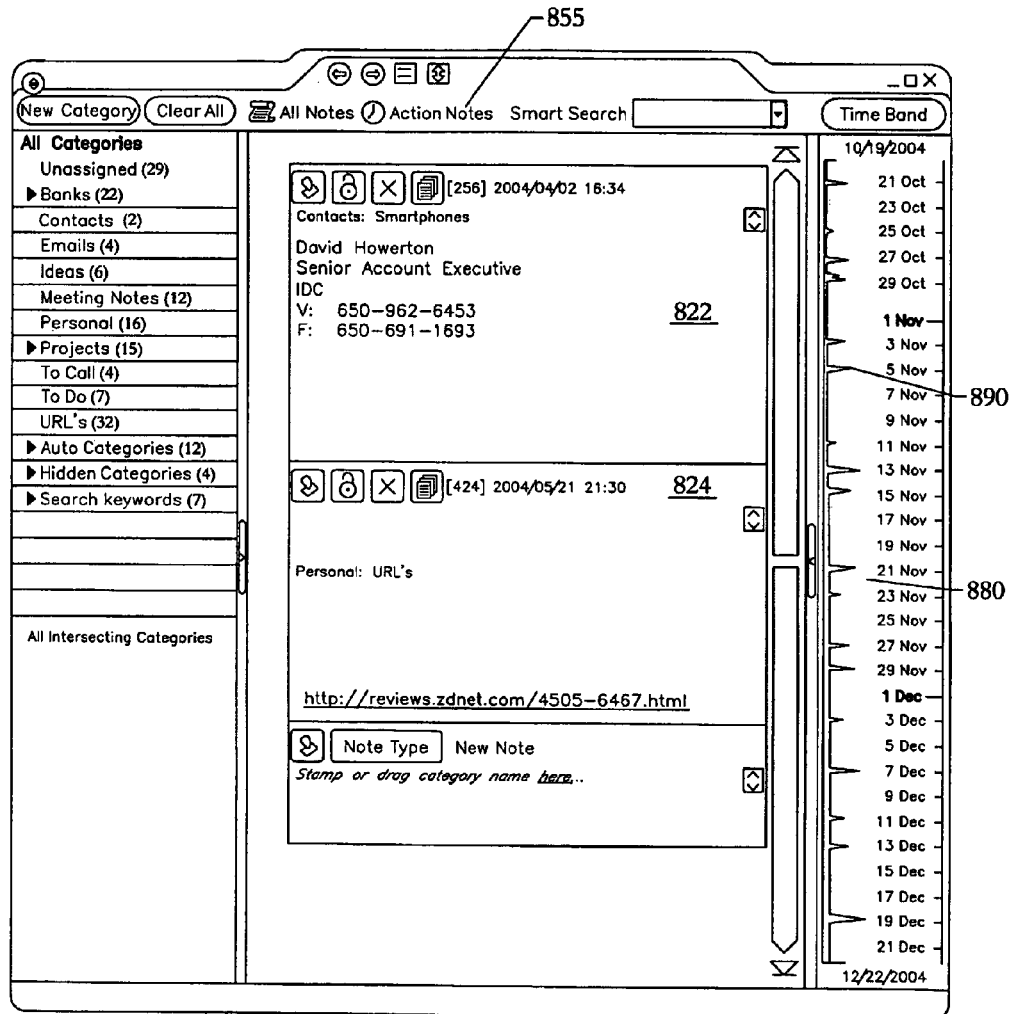 855
New Category Clear All All Notes Action Notes Smart Search Time Band
All Categories
Unassigned (29)
Banks (22)
Contacts (2)
Emails (4)
Ideas (6)
Meeting Notes (12)
Personal (16)
Projects (15)
To Call (4)
To Do (7)
URL's (32)
Auto Categories (12)
Hidden Categories (4)
Search keywords (7)
All Intersecting Categories
[256] 2004/04/02 16:34
Contacts: Smartphones
David Howerton
Senior Account Executive
IDC
V: 650-962-6453
F: 650-691-1693
822
[424] 2004/05/21 21:30
824
Personal: URL's
http://reviews.zdnet.com/4505-6467.html
Note Type New Note
Stamp or drag category name here...
10/19/2004
21 Oct
23 Oct
25 Oct
27 Oct
29 Oct
1 Nov
3 Nov
5 Nov
7 Nov
9 Nov
11 Nov
13 Nov
15 Nov
17 Nov
19 Nov
21 Nov
23 Nov
25 Nov
27 Nov
29 Nov
1 Dec
3 Dec
5 Dec
7 Dec
9 Dec
11 Dec
13 Dec
15 Dec
17 Dec
19 Dec
21 Dec
12/22/2004
890
880